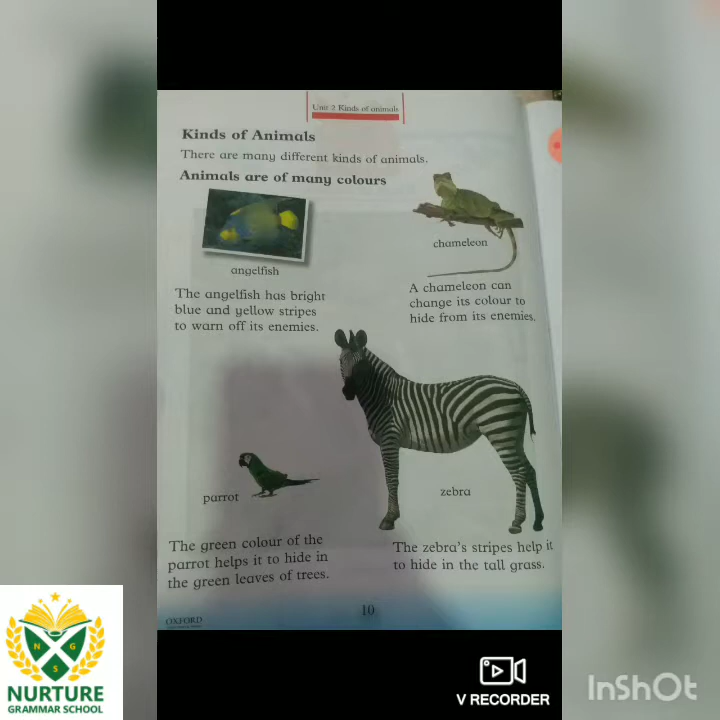 Unit 2 Kinds of animals
Kinds of Animals
There are many different kinds of animals.
Animals are of many colours
angelfish
The angelfish has bright
blue and yellow stripes
to warn off its enemies.
chameleon
A chameleon can
change its colour to
hide from its enemies.
parrot
The green colour of the
parrot helps it to hide in
the green leaves of trees.
zebra
The zebra's stripes help it
to hide in the tall grass.
10
OXFORD
N G
S
NURTURE
GRAMMAR SCHOOL
V RECORDER
InShOt